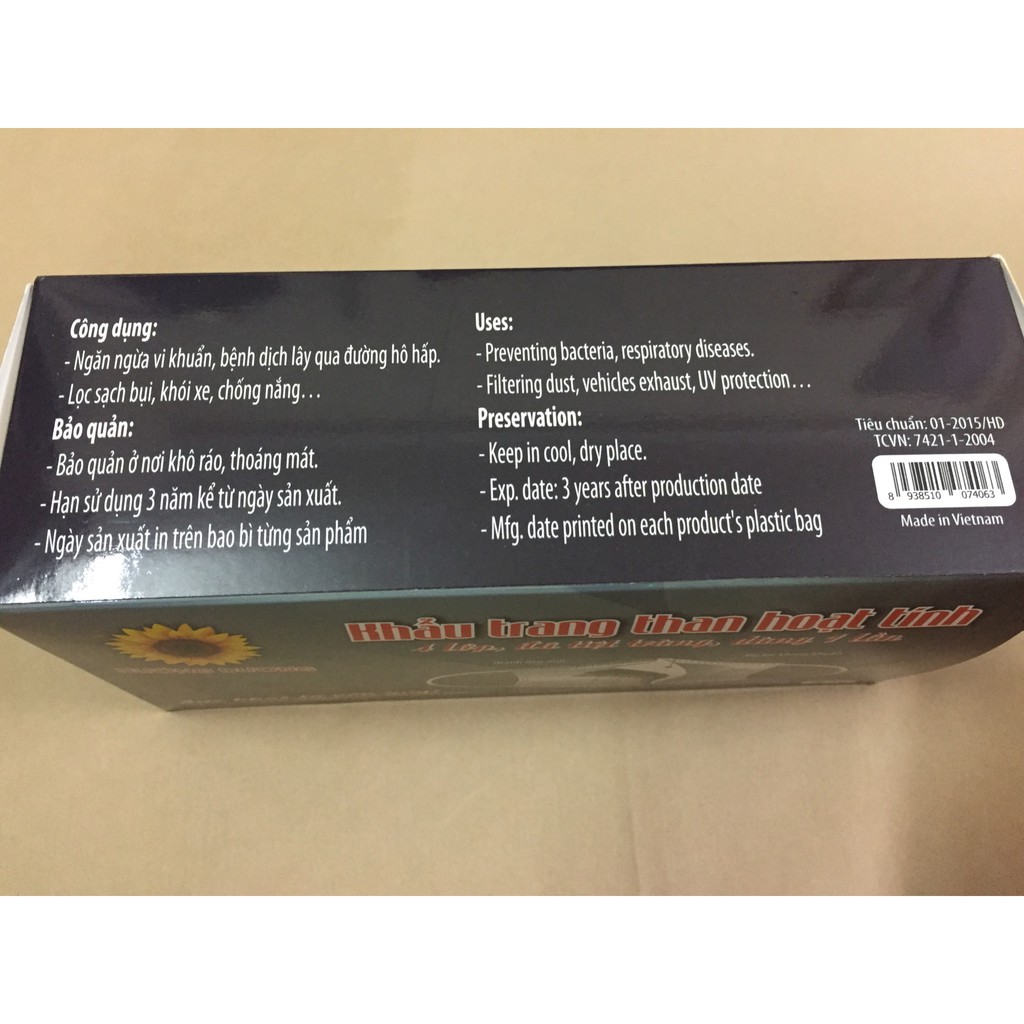 Công dụng:
- Ngăn ngừa vi khuẩn, bệnh dịch lây qua đường hô hấp.
- Lọc sạch bụi, khói xe, chống nắng...
Bảo quản:
- Bảo quản ở nơi khô ráo, thoáng mát.
- Hạn sử dụng 3 năm kể từ ngày sản xuất.
- Ngày sản xuất in trên bao bì từng sản phẩm
Uses:
- Preventing bacteria, respiratory diseases.
- Filtering dust, vehicles exhaust, UV protection...
Preservation:
- Keep in cool, dry place.
- Exp. date: 3 years after production date
- Mfg. date printed on each product's plastic bag
Tiêu chuẩn: 01-2015/HD
TCVN: 7421-1-2004
8 938510 074063
Made in Vietnam
Khẩu trang than hoạt tính
4 lớp,